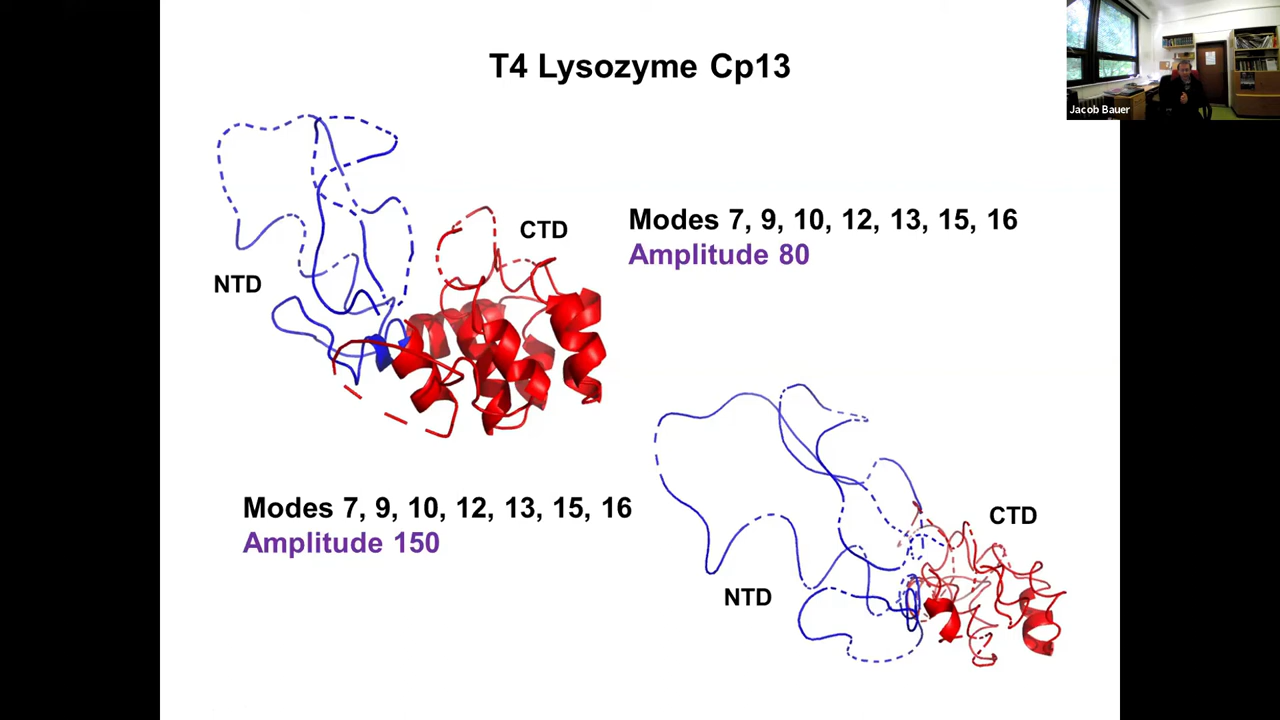 T4 Lysozyme Cp13
Jacob Bauer
CTD
NTD
Modes 7, 9, 10, 12, 13, 15, 16
Amplitude 80
Modes 7, 9, 10, 12, 13, 15, 16
Amplitude 150
CTD
NTD